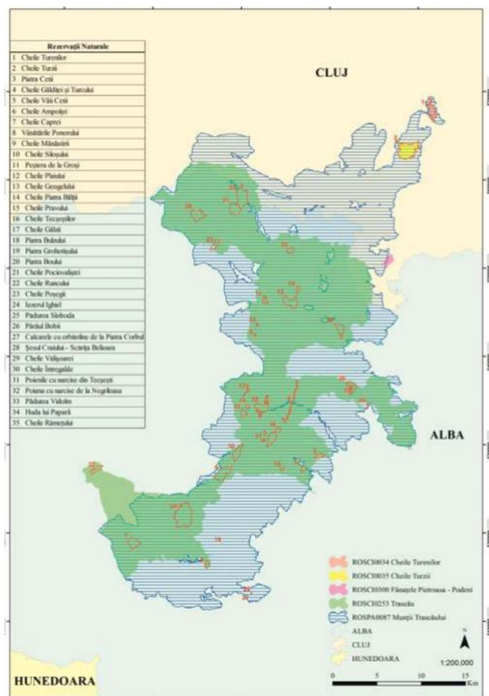 Rezervații Naturale
1 Cheile Turenilor
2 Cheile Turzii
3 Piatra Cetii
4 Cheile Gălditei și Turcului
5 Cheile Văii Cetii
6 Cheile Ampoiței
7 Cheile Caprei
8 Vânătările Ponorului
9 Cheile Mănăstirii
10 Cheile Siloșului
11 Peștera de la Groși
12 Cheile Plaiului
13 Cheile Geogelului
14 Cheile Piatra Bălții
15 Cheile Pravului
16 Cheile Tecșeștilor
17 Cheile Gălzii
18 Piatra Bulzului
19 Piatra Grohotișului
20 Piatra Boului
21 Cheile Pociovaliștei
22 Cheile Runcului
23 Cheile Poșegii
24 Iezerul Ighiel
25 Pădurea Sloboda
26 Pârâul Bobii
27 Calcarele cu orbitoline de la Piatra Corbul
28 Șesul Craiului - Scărița Belioara
29 Cheile Vălișoarei
30 Cheile Întregalde
31 Poienile cu narcise din Tecșești
32 Poiana cu narcise de la Negrileasa
33 Pădurea Vidolm
34 Huda lui Papară
35 Cheile Râmețului
CLUJ
ALBA
HUNEDOARA
ROSCI0034 Cheile Turenilor
ROSCI0035 Cheile Turzii
ROSCI0300 Fânațele Pietroasa - Podeni
ROSCI0253 Trascău
ROSPA0087 Munții Trascăului
ALBA
CLUJ
HUNEDOARA
N
1:200,000
0 5 10 15
Km